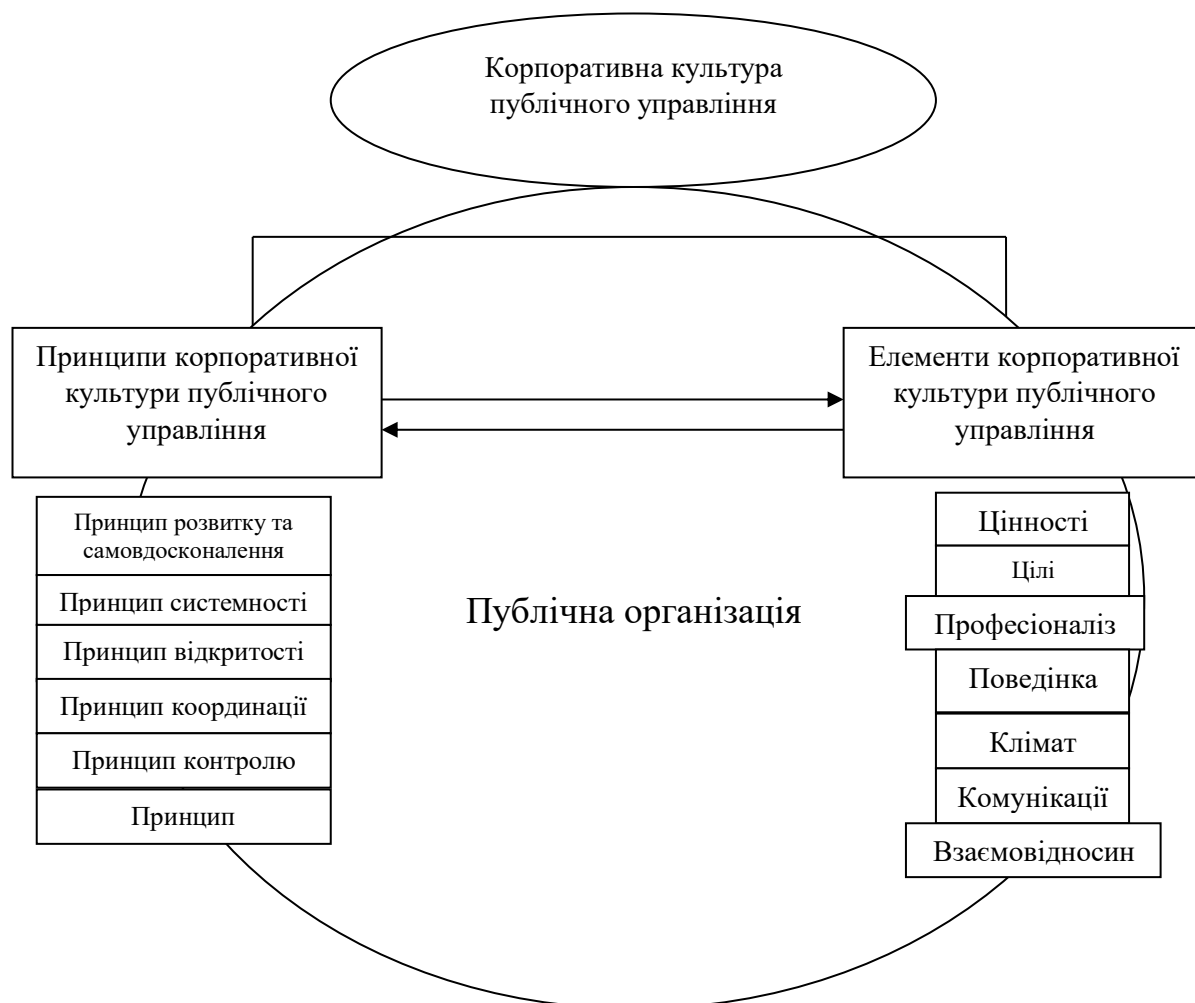 Корпоративна культура
публічного управління
Принципи корпоративної
культури публічного
управління
Елементи корпоративної
культури публічного
управління
Принцип розвитку та
самовдосконалення
Принцип системності
Принцип відкритості
Принцип координації
Принцип контролю
Принцип
Публічна організація
Цінності
Цілі
Професіоналіз
Поведінка
Клімат
Комунікації
Взаємовідносин